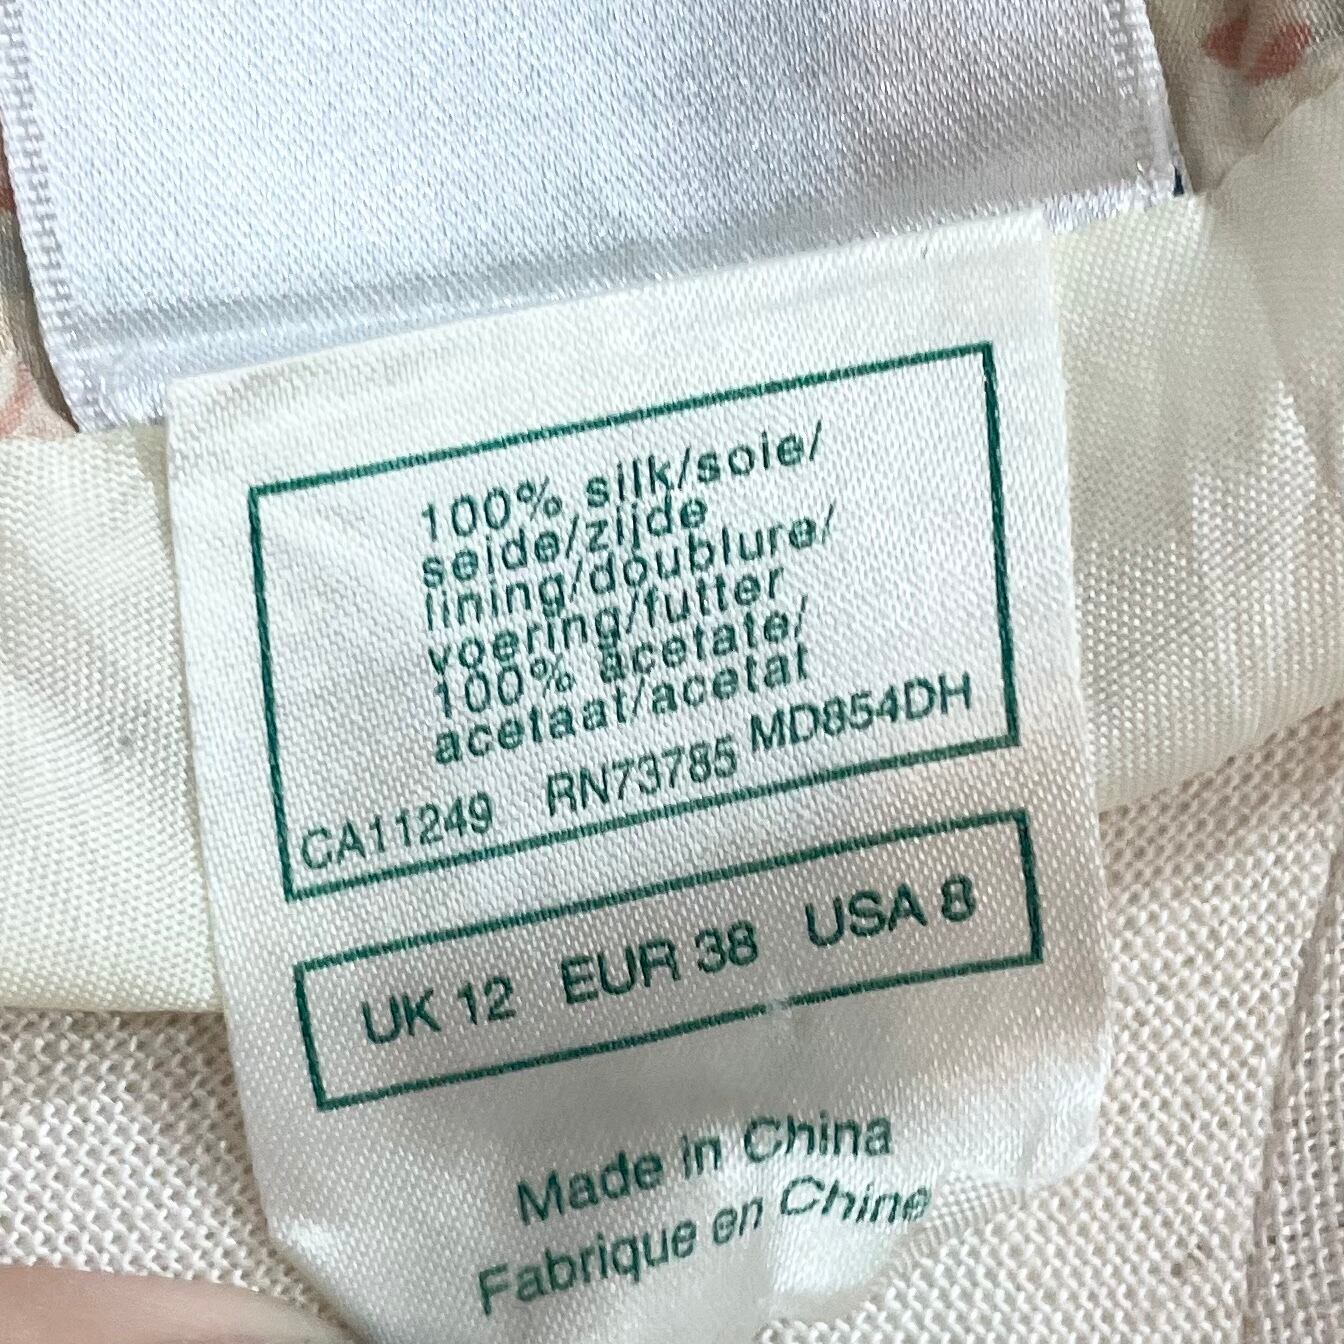 100% silk/soie/
seide/zijde
lining/doublure/
voering/futter
100% acetate/
acetaat/acetat
CA11249 RN73785 MD854DH
UK 12 EUR 38 USA 8
Made in China
Fabrique en Chine